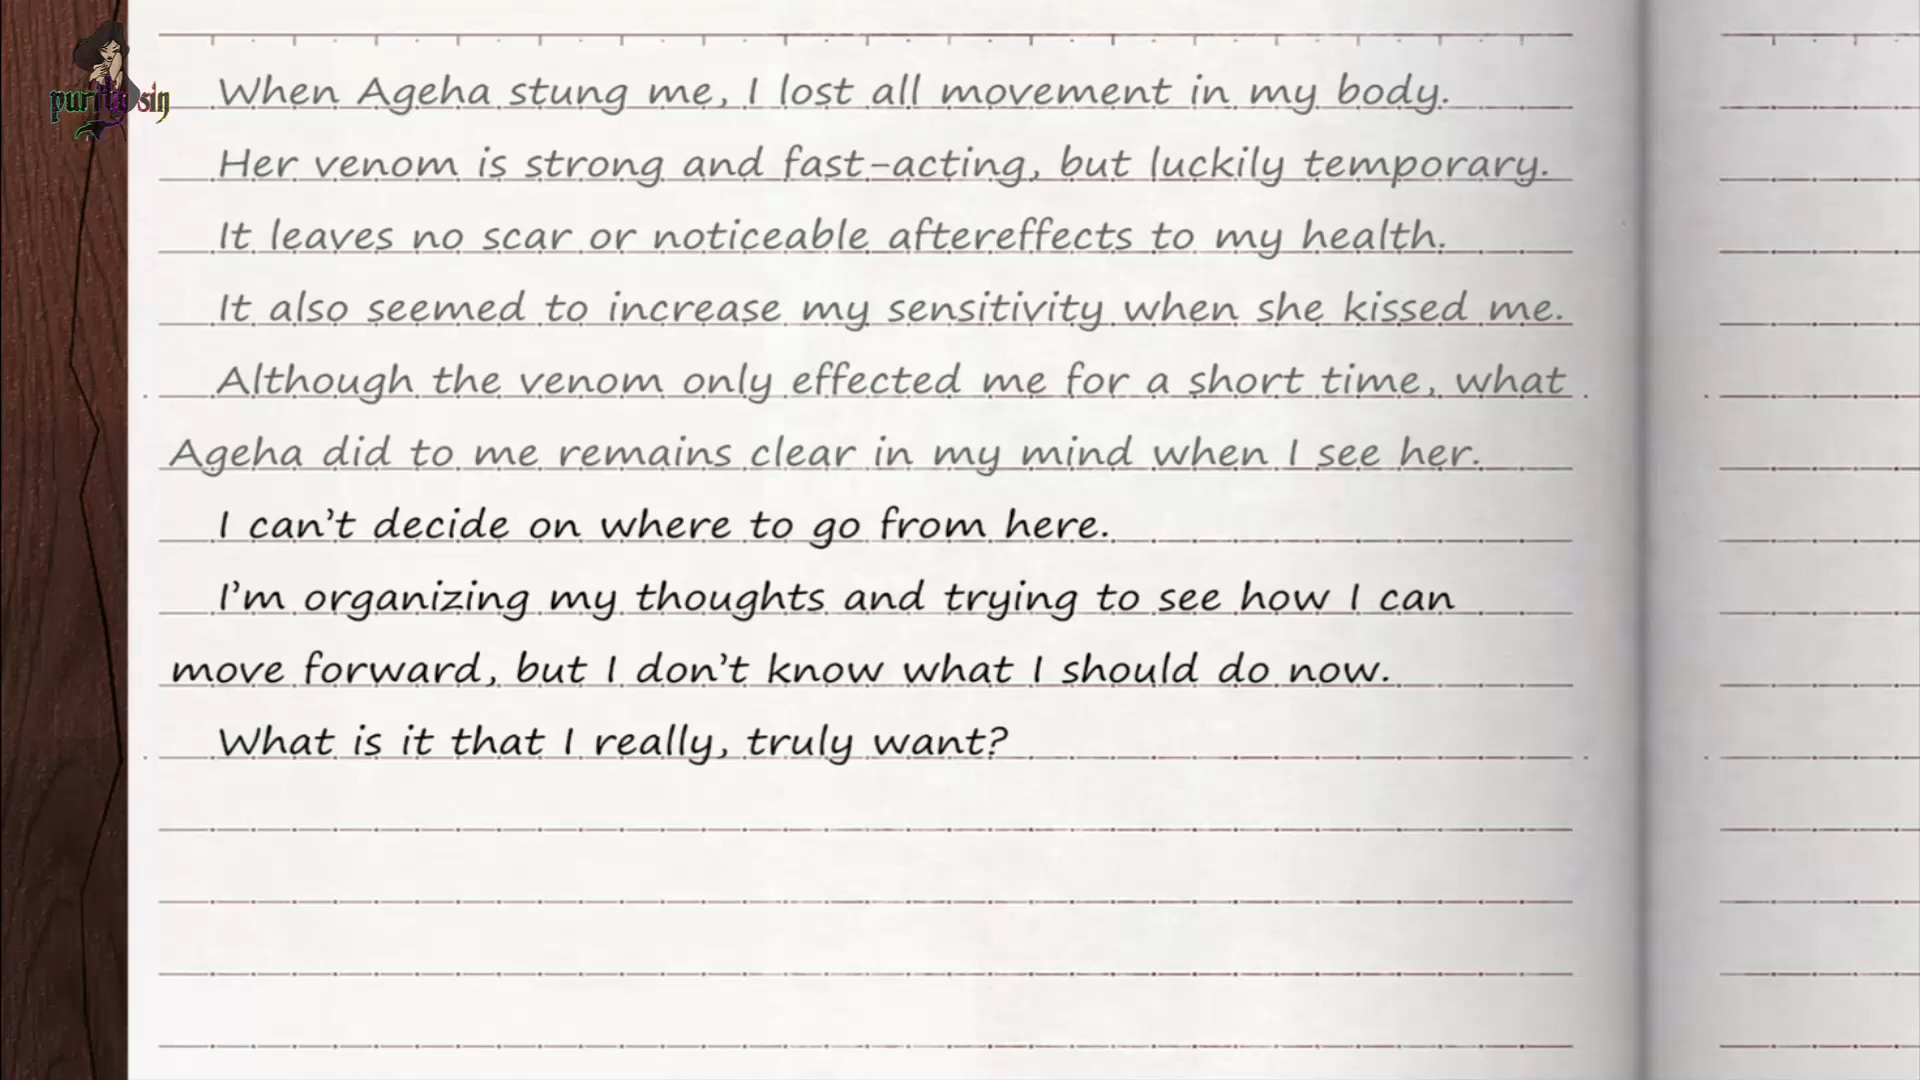 purify sin
When Ageha stung me, I lost all movement in my body.
Her venom is strong and fast-acting, but luckily temporary.
It leaves no scar or noticeable aftereffects to my health.
It also seemed to increase my sensitivity when she kissed me.
Although the venom only effected me for a short time, what
Ageha did to me remains clear in my mind when I see her.
I can't decide on where to go from here.
I'm organizing my thoughts and trying to see how I can
move forward, but I don't know what I should do now.
What is it that I really, truly want?